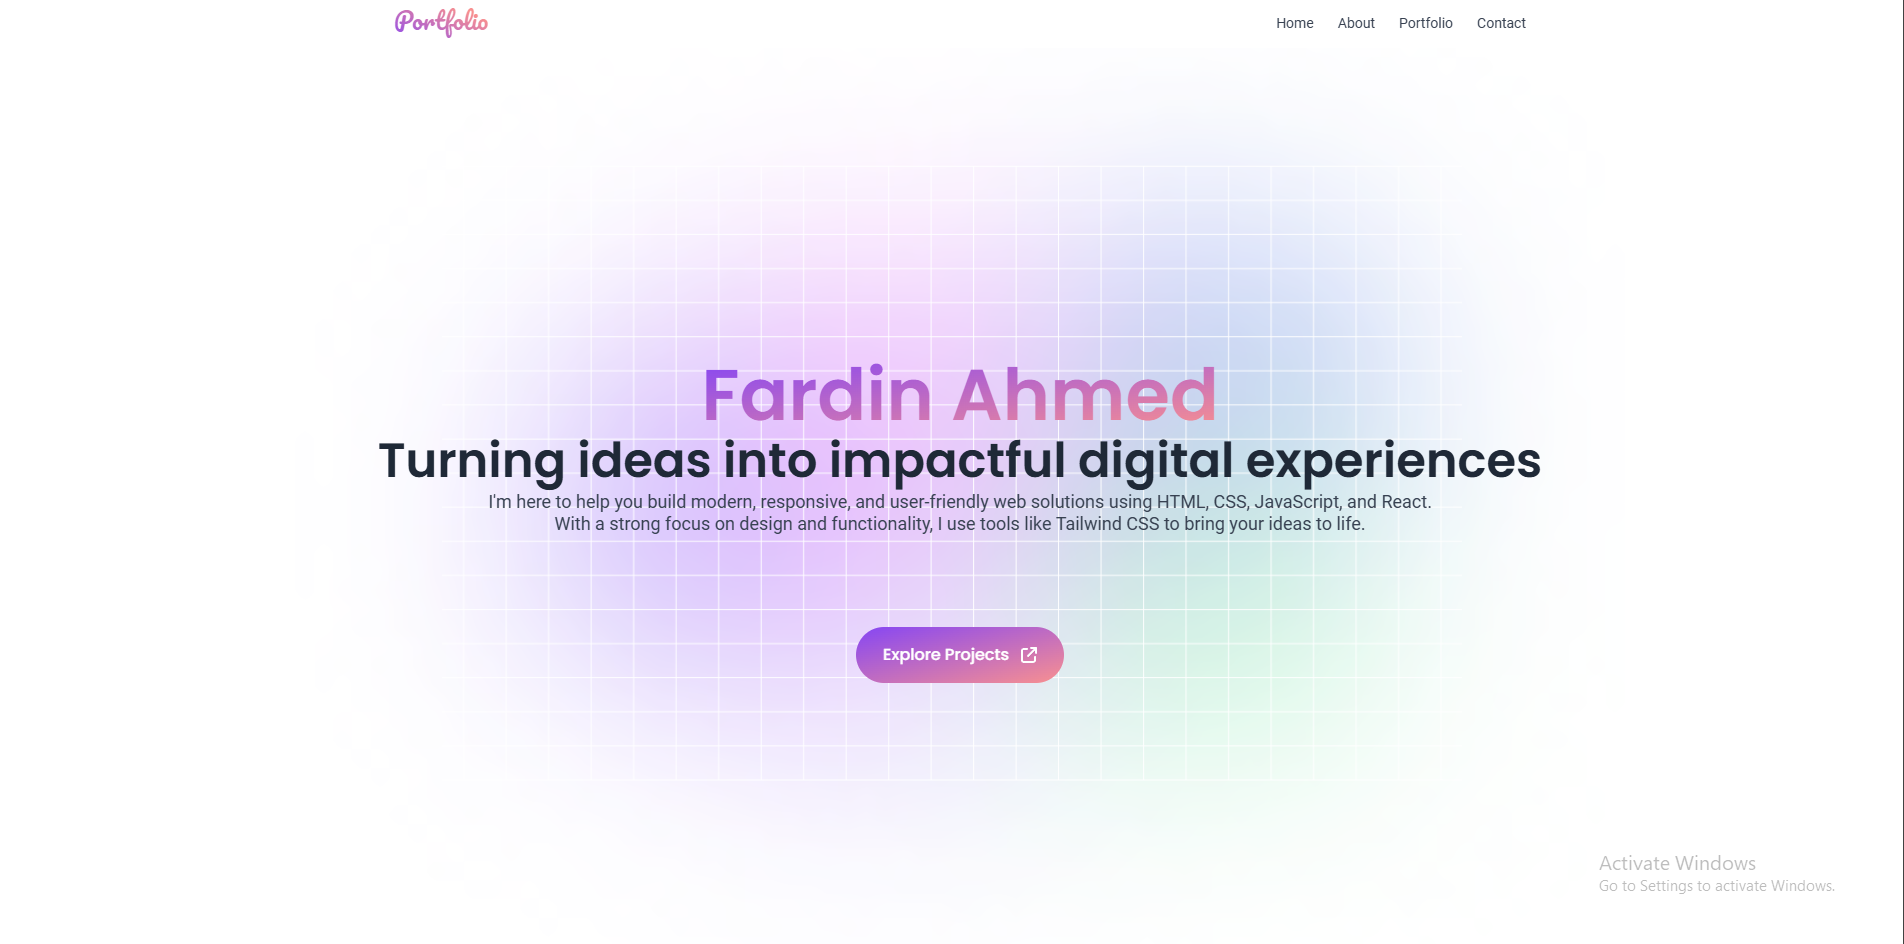 Portfolio
Home About Portfolio Contact
Fardin Ahmed
Turning ideas into impactful digital experiences
I'm here to help you build modern, responsive, and user-friendly web solutions using HTML, CSS, JavaScript, and React.
With a strong focus on design and functionality, I use tools like Tailwind CSS to bring your ideas to life.
Explore Projects
Activate Windows
Go to Settings to activate Windows.